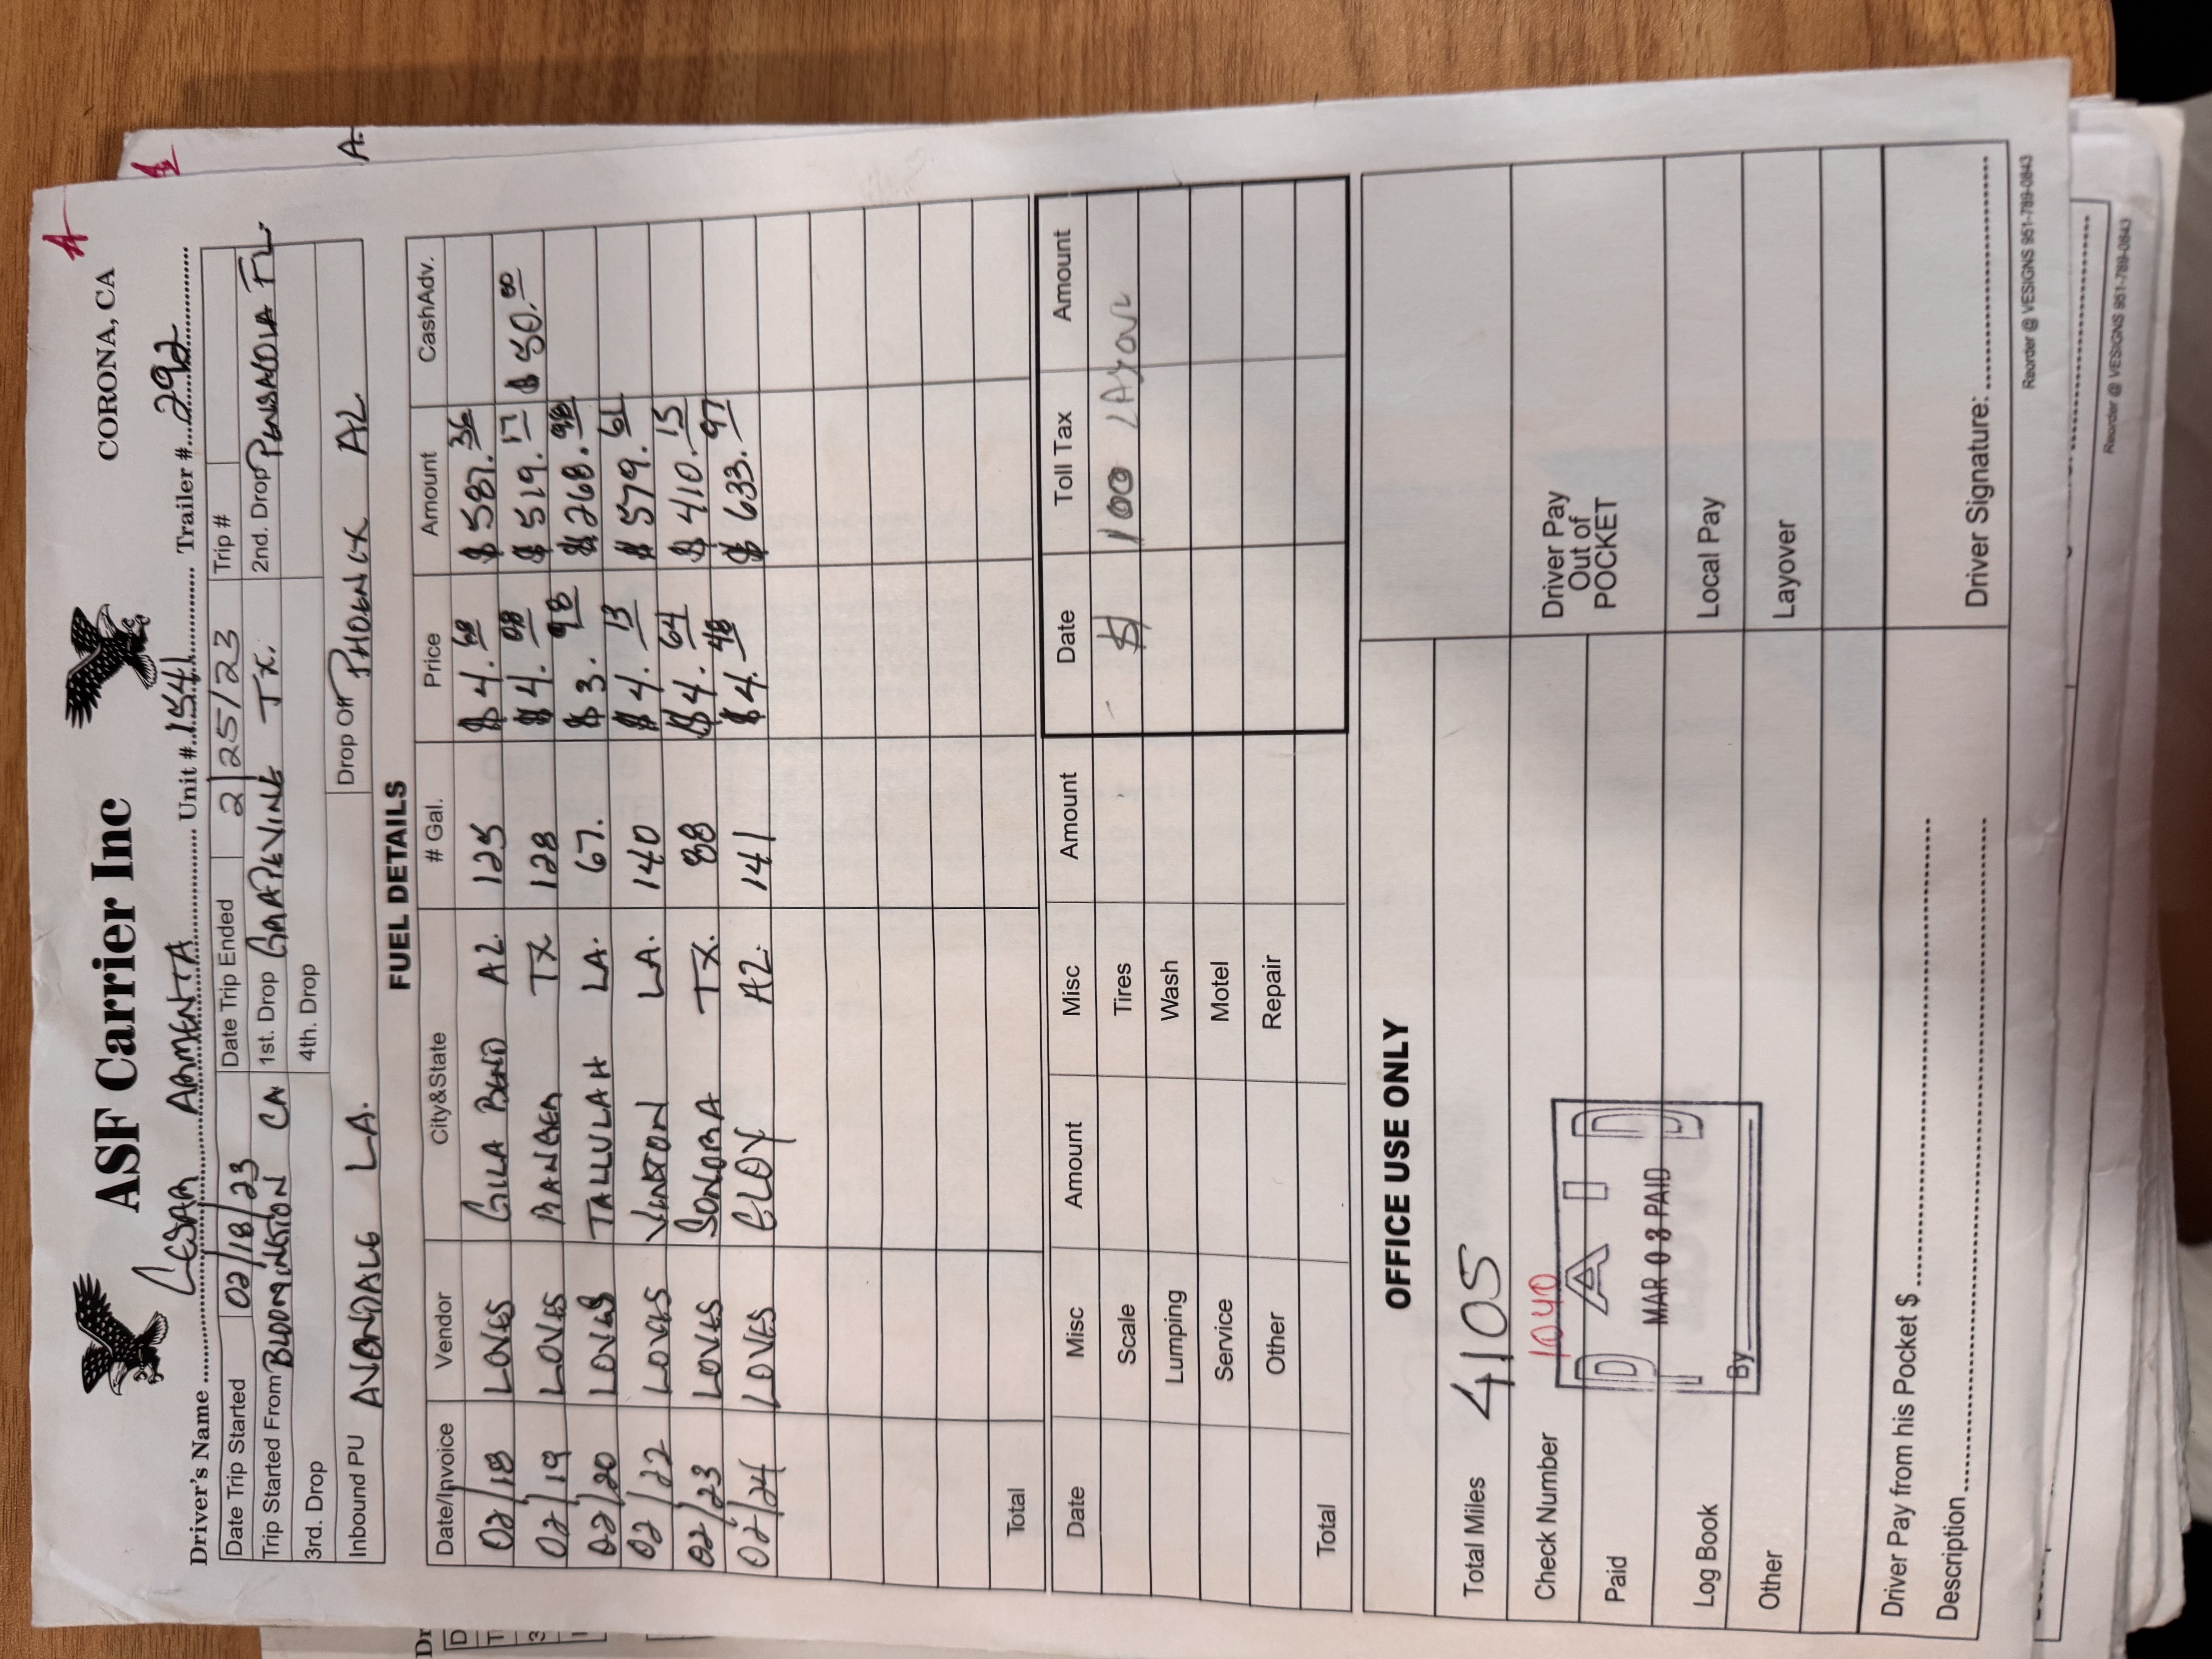 A
ASF Carrier Inc
CORONA, CA
Driver's Name CESAR ARMENTA Unit # 1541 Trailer # 292
Date Trip Started 02/18/23 Date Trip Ended 2/25/23 Trip #
Trip Started From BLOOMINGTION CA 1st. Drop GRAPEVINE TX. 2nd. Drop PENSACOLA FL.
3rd. Drop 4th. Drop
Inbound PU AVONDALE LA. Drop Off PHOENIX AZ
FUEL DETAILS
Date/Invoice Vendor City&State # Gal. Price Amount CashAdv.
02/18 LOVES GILA BEND AZ. 125 $4.68 $587.36
02/19 LOVES RANGER TX 128 $4.08 $519.17 $50.00
02/20 LOVES TALLULAH LA. 67. $3.98 $268.98
02/22 LOVES VINTON LA. 140 $4.13 $579.61
02/23 LOVES SONORA TX. 88 $4.64 $410.15
02/24 LOVES ELOY AZ. 141 $4.48 $633.97
Total
Date Misc Amount Misc Amount Date Toll Tax Amount
Scale Tires $ 100 LAYOVR
Lumping Wash
Service Motel
Other Repair
Total
OFFICE USE ONLY
Total Miles 4105
Check Number 1040
PAID
Driver Pay Out of POCKET
Paid
MAR 03 PAID
Log Book
Local Pay
By
Other
Layover
Driver Pay from his Pocket $
Description
Driver Signature:
Reorder @ VESIGNS 951-789-0843
Reorder @ VESIGNS 951-789-0843